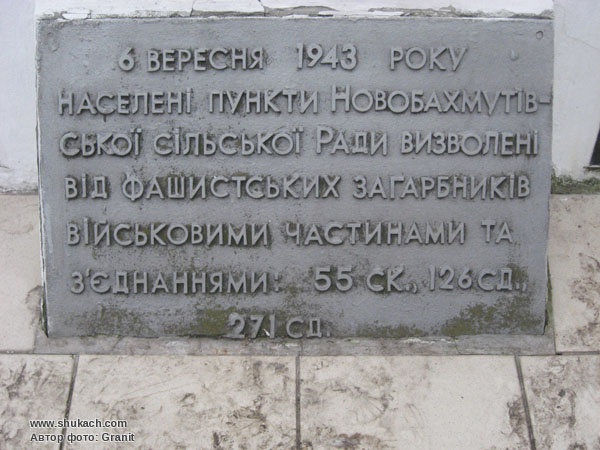 6 ВЕРЕСНЯ 1943 РОКУ
НАСЕЛЕНІ ПУНКТИ НОВОБАХМУТІВ-
СЬКОЇ СІЛЬСЬКОЇ РАДИ ВИЗВОЛЕНІ
ВІД ФАШИСТСЬКИХ ЗАГАРБНИКІВ
ВІЙСЬКОВИМИ ЧАСТИНАМИ ТА
З'ЄДНАННЯМИ: 55 СК., 126 СД.,
271 СД.
www.shukach.com
Автор фото: Granit